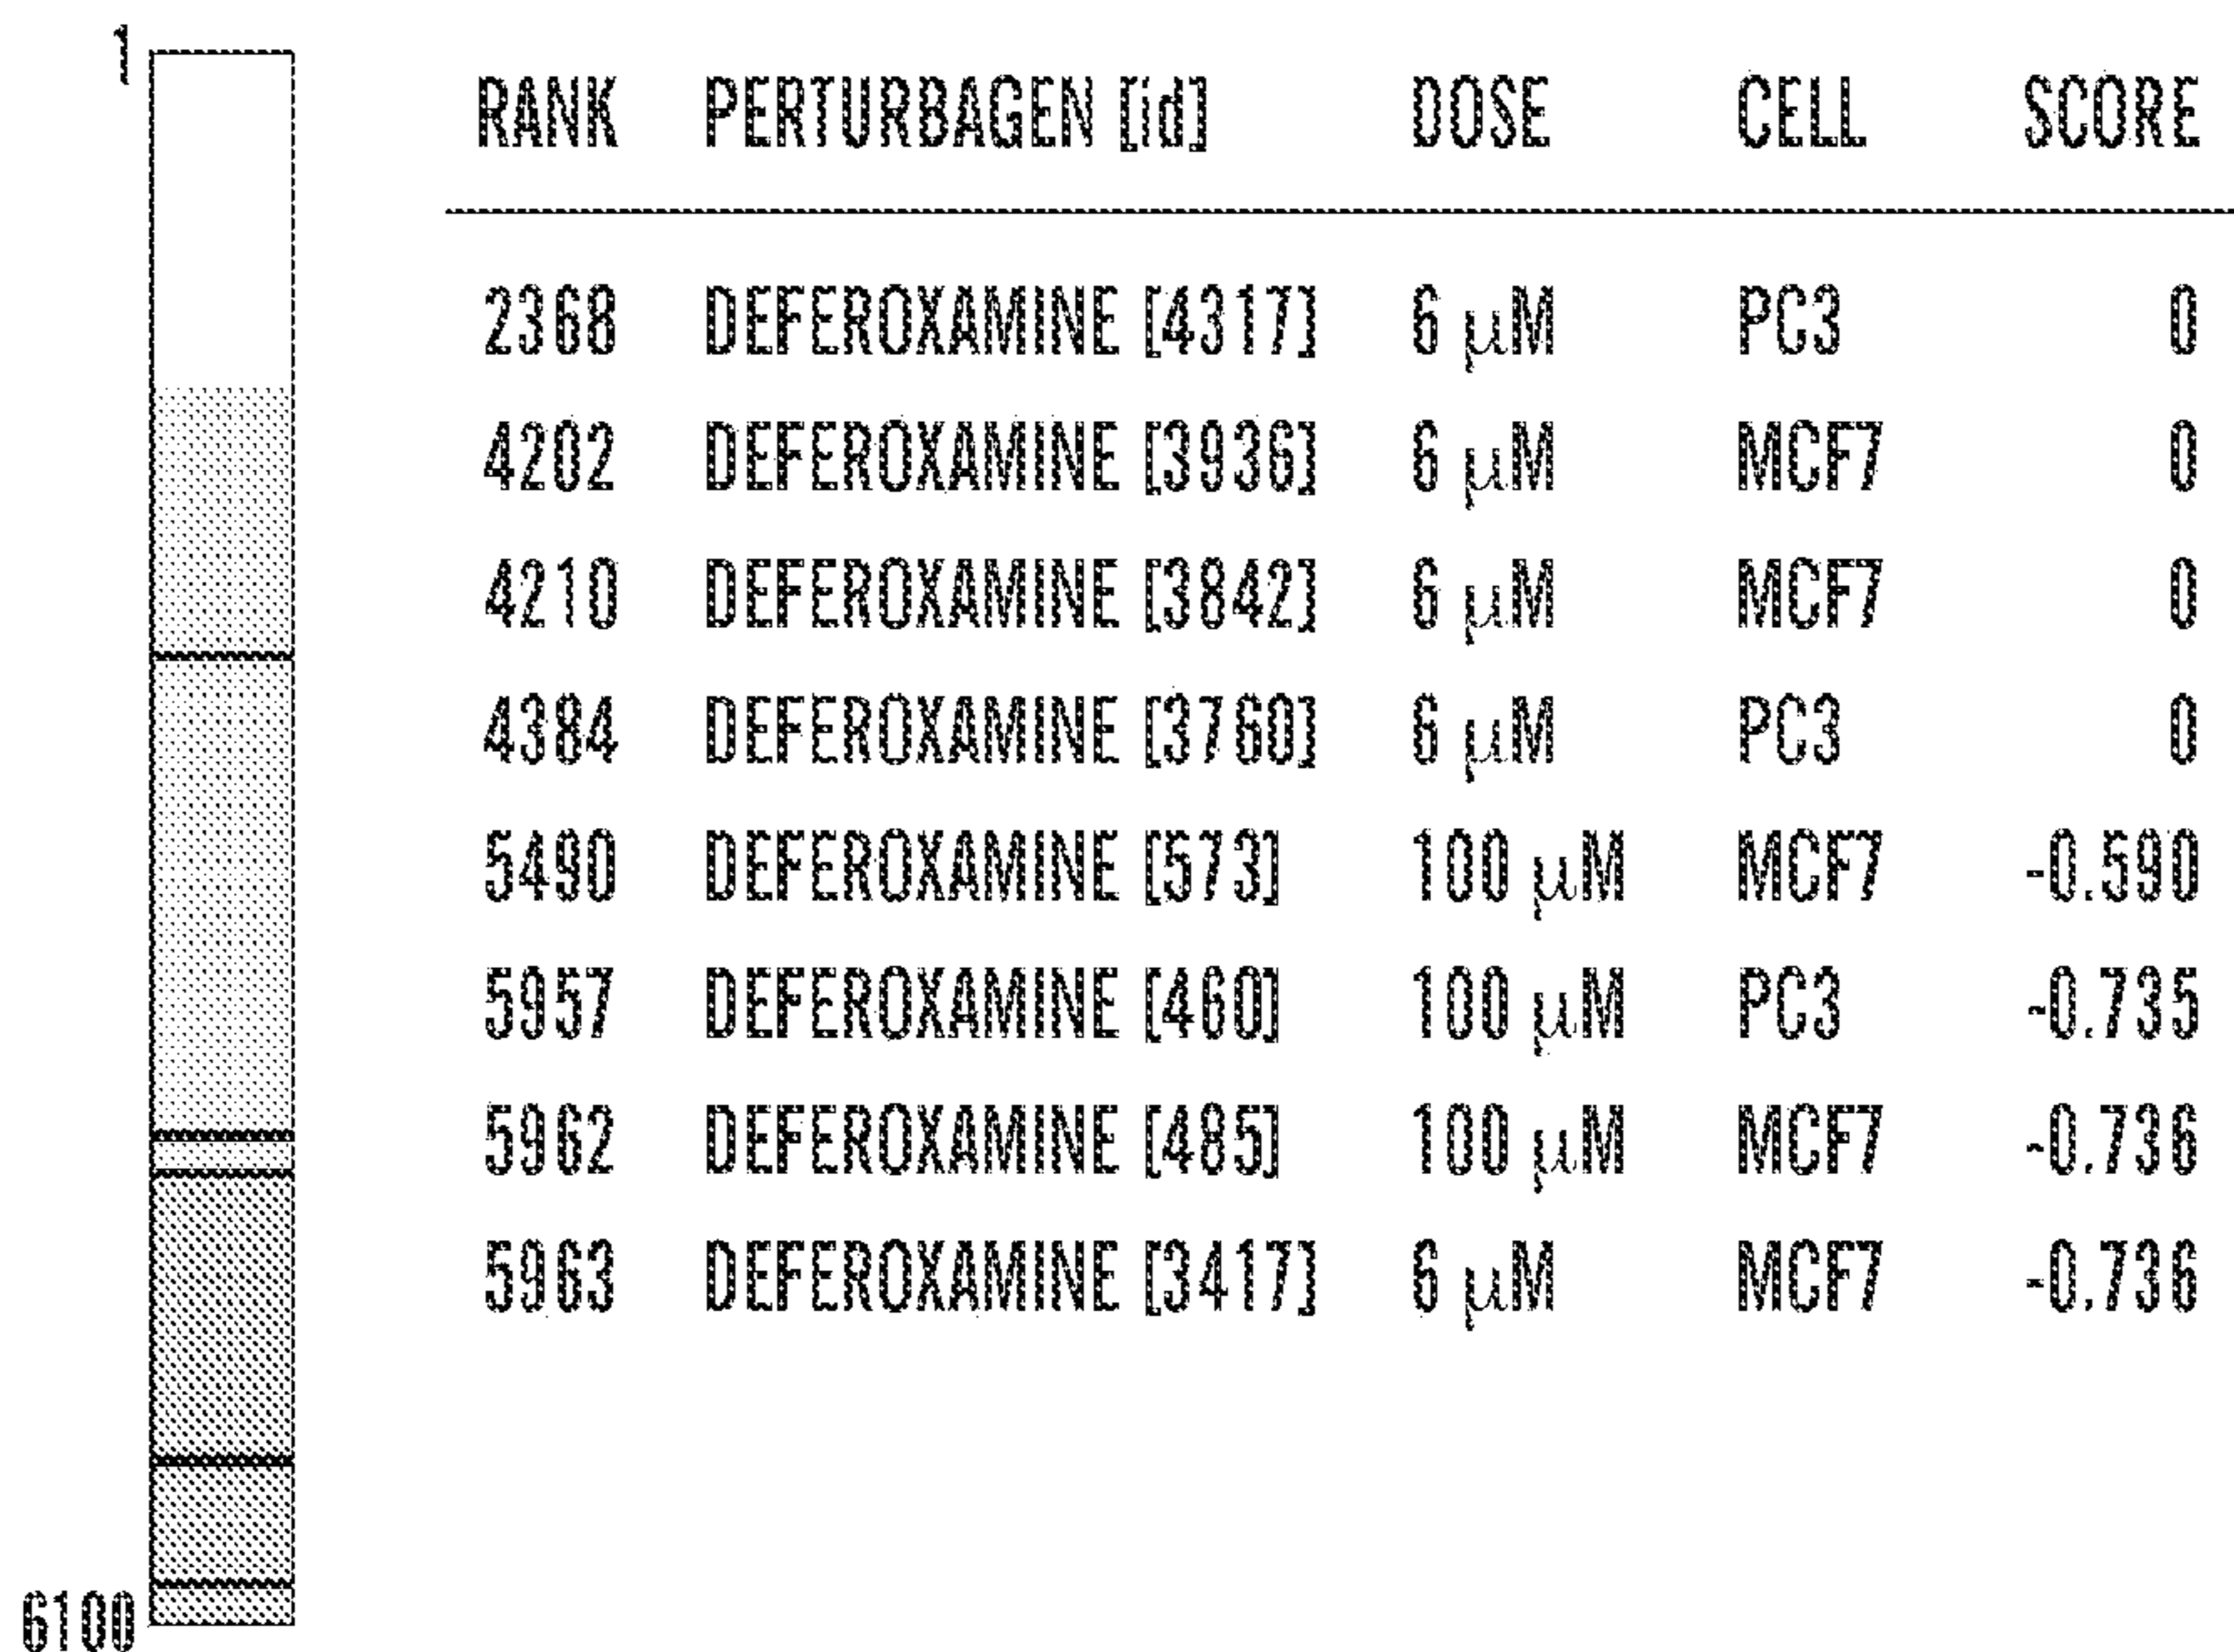 1
RANK PERTURBAGEN [id] DOSE CELL SCORE
2368 DEFEROXAMINE [4317] 6 µM PC3 0
4202 DEFEROXAMINE [3936] 6 µM MCF7 0
4210 DEFEROXAMINE [3842] 6 µM MCF7 0
4384 DEFEROXAMINE [3760] 6 µM PC3 0
5490 DEFEROXAMINE [573] 100 µM MCF7 -0.590
5957 DEFEROXAMINE [460] 100 µM PC3 -0.735
5962 DEFEROXAMINE [485] 100 µM MCF7 -0.736
5963 DEFEROXAMINE [3417] 6 µM MCF7 -0.736
6100